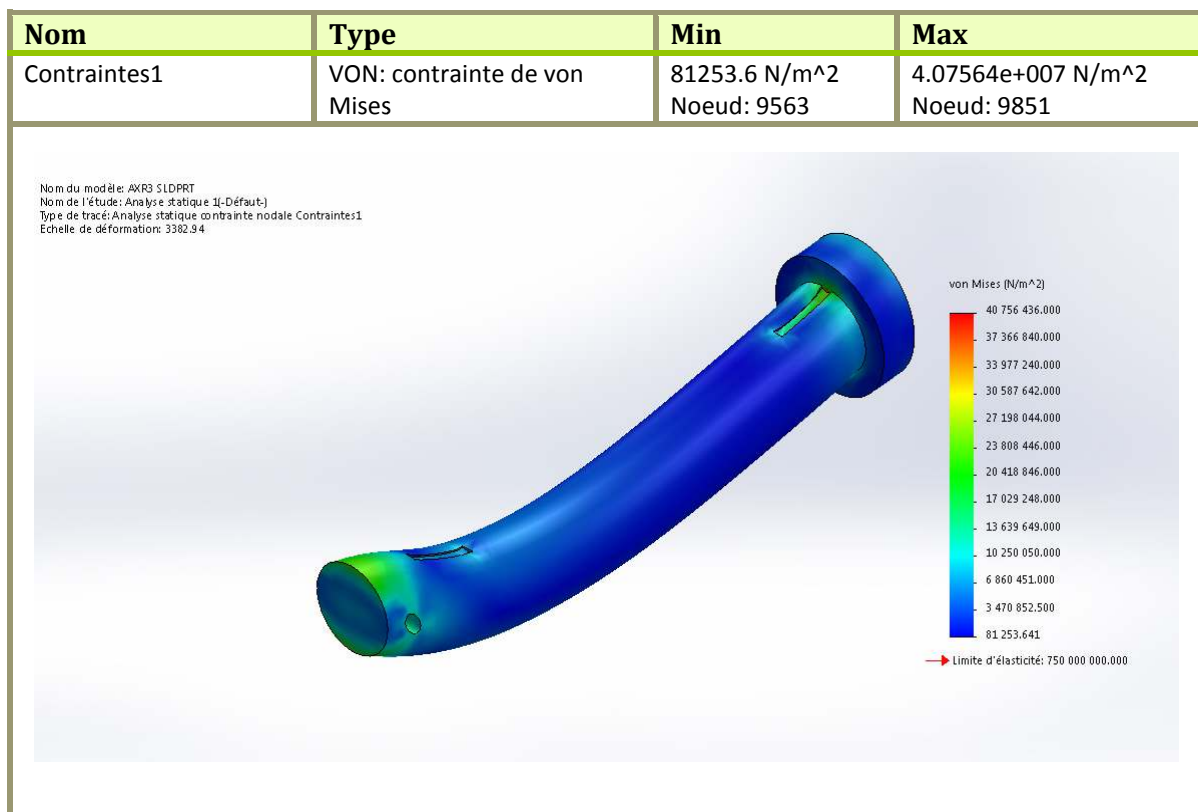 Nom Type Min Max
Contraintes1 VON: contrainte de von 81253.6 N/m^2 4.07564e+007 N/m^2
Mises Noeud: 9563 Noeud: 9851
Nom du modèle: AXR3 SLDPRT
Nom de l'étude: Analyse statique 1(-Défaut-)
Type de tracé: Analyse statique contrainte nodale Contraintes1
Echelle de déformation: 3382.94
von Mises (N/m^2)
40 756 436.000
37 366 840.000
33 977 240.000
30 587 642.000
27 198 044.000
23 808 446.000
20 418 846.000
17 029 248.000
13 639 649.000
10 250 050.000
6 860 451.000
3 470 852.500
81 253.641
Limite d'élasticité: 750 000 000.000